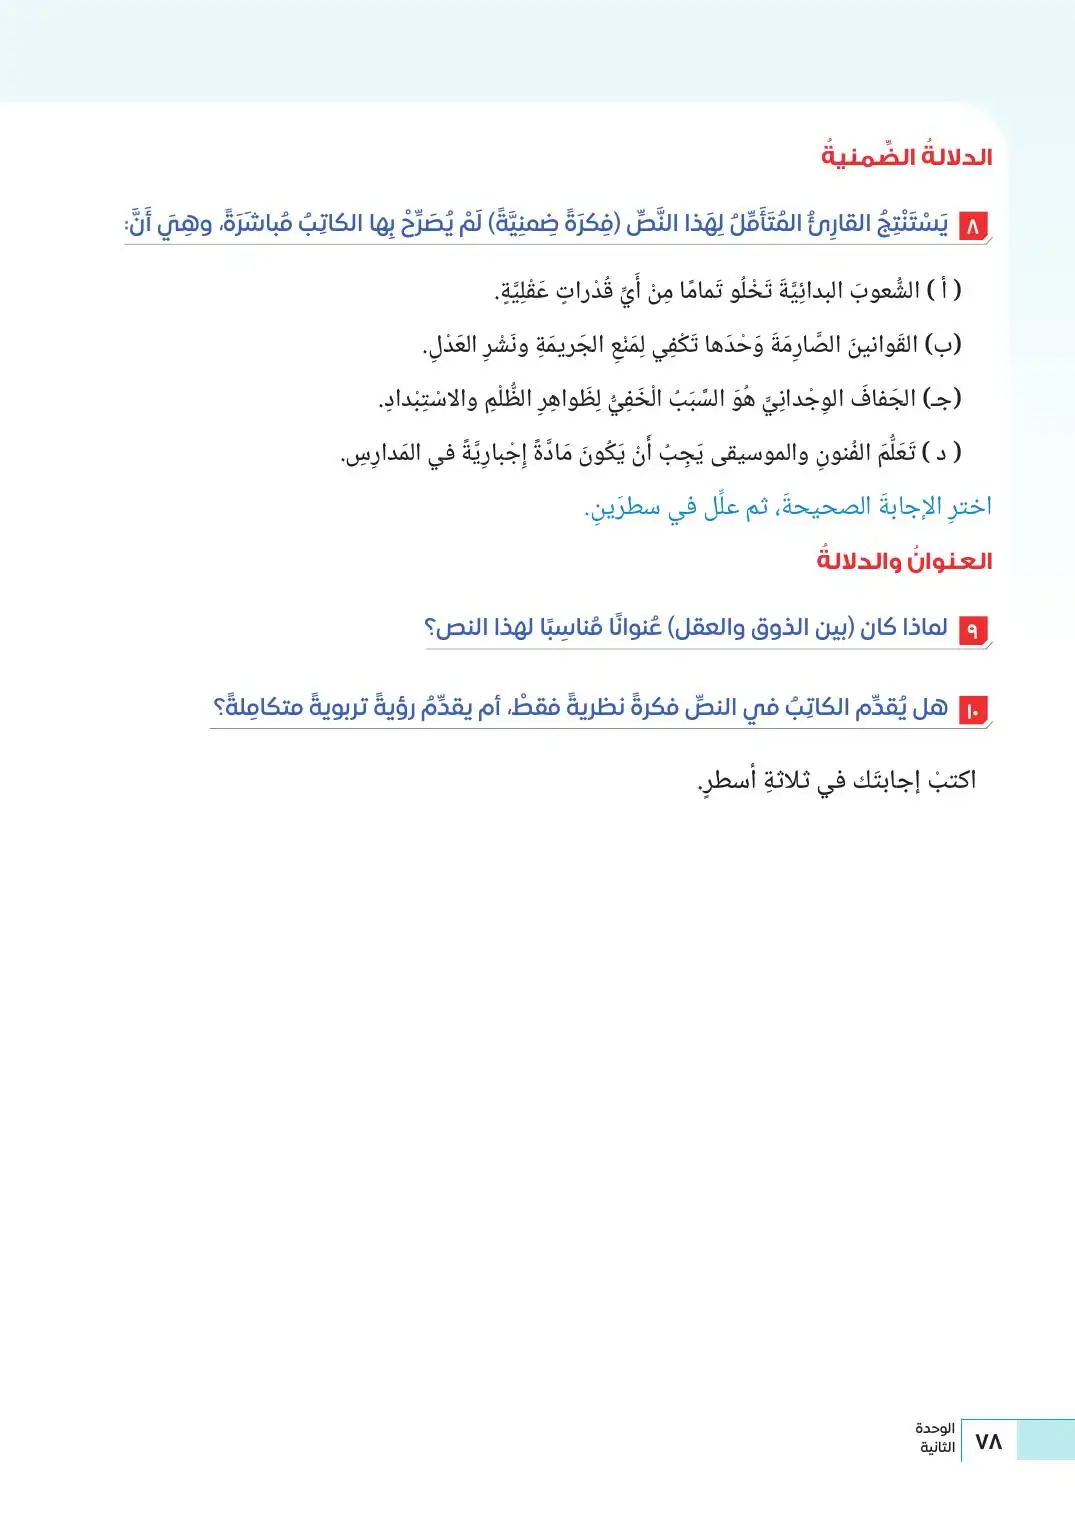 الدلالةُ الضِّمنيةُ
٨ يَسْتَنْتِجُ القارِئُ المُتَأَمِّلُ لِهَذا النَّصِّ (فِكرَةً ضِمنِيَّةً) لَمْ يُصَرِّحْ بِها الكاتِبُ مُباشَرَةً، وهِيَ أَنَّ:
( أ ) الشُّعوبَ البدائِيَّةَ تَخْلُو تَمامًا مِنْ أَيِّ قُدْراتٍ عَقْلِيَّةٍ.
(ب) القَوانينَ الصَّارِمَةَ وَحْدَها تَكْفِي لِمَنْعِ الجَريمَةِ ونَشْرِ العَدْلِ.
(جـ) الجَفافَ الوِجْدانِيَّ هُوَ السَّبَبُ الْخَفِيُّ لِظَواهِرِ الظُّلْمِ والاسْتِبْدادِ.
( د ) تَعَلُّمَ الفُنونِ والموسيقى يَجِبُ أَنْ يَكُونَ مَادَّةً إِجْبارِيَّةً في المَدارِسِ.
اخترِ الإجابةَ الصحيحةَ، ثم علِّل في سطرَينِ.
العنوانُ والدلالةُ
٩ لماذا كان (بين الذوق والعقل) عُنوانًا مُناسِبًا لهذا النص؟
١٠ هل يُقدِّم الكاتِبُ في النصِّ فكرةً نظريةً فقطْ، أم يقدِّمُ رؤيةً تربويةً متكامِلةً؟
اكتبْ إجابتَك في ثلاثةِ أسطرٍ.
الوحدة
الثانية
٧٨